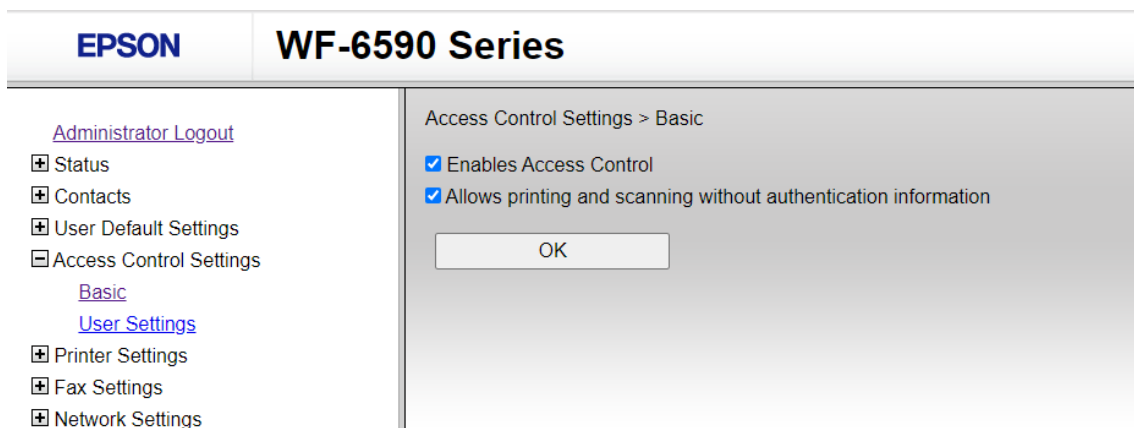 EPSON
WF-6590 Series
Administrator Logout
Status
Contacts
User Default Settings
Access Control Settings
Basic
User Settings
Printer Settings
Fax Settings
Network Settings
Access Control Settings > Basic
Enables Access Control
Allows printing and scanning without authentication information
OK